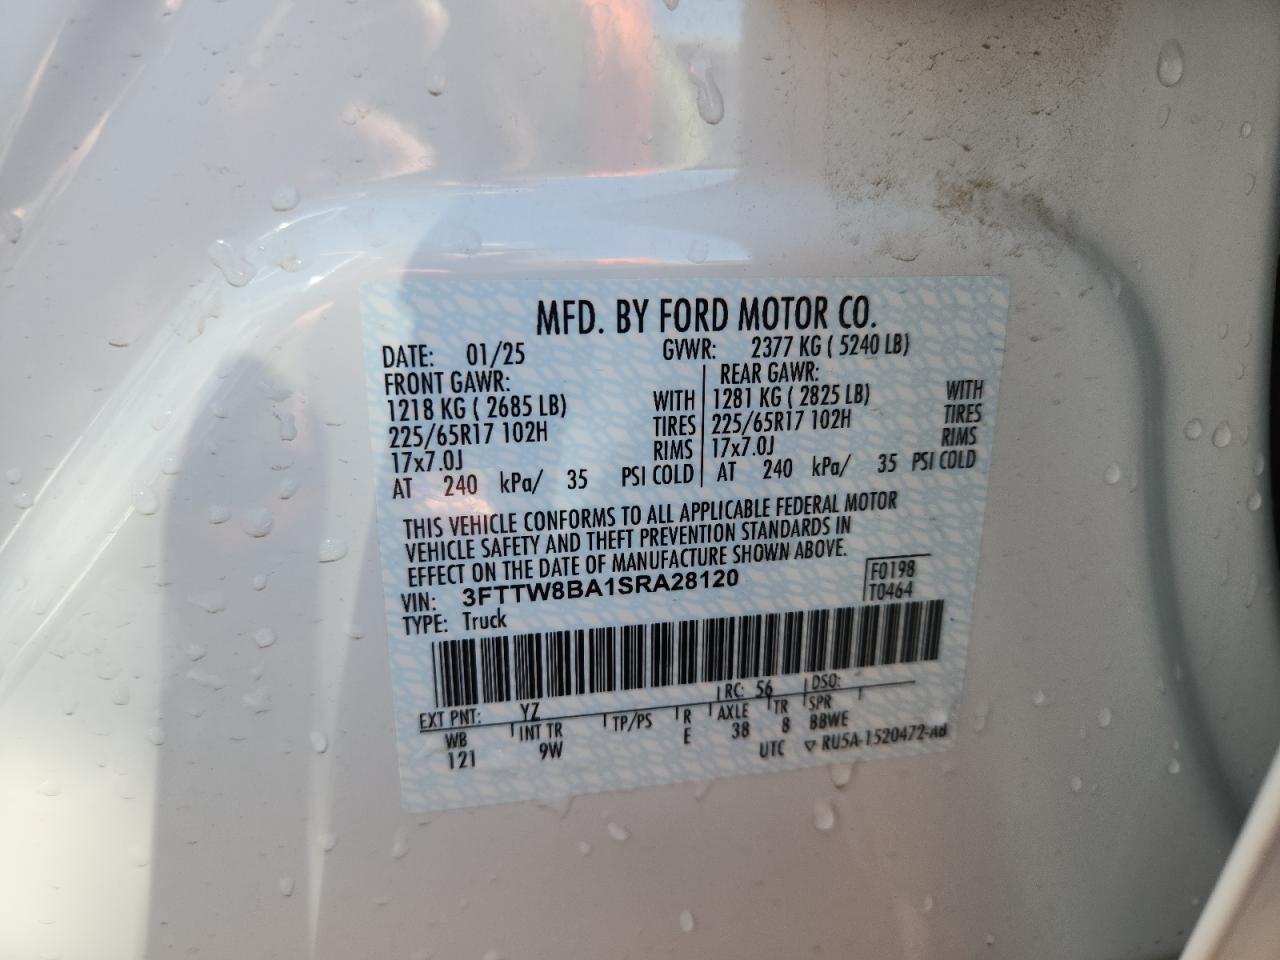 MFD. BY FORD MOTOR CO.
DATE: 01/25 GVWR: 2377 KG ( 5240 LB)
FRONT GAWR: REAR GAWR:
1218 KG ( 2685 LB) WITH 1281 KG ( 2825 LB) WITH
225/65R17 102H TIRES 225/65R17 102H TIRES
17x7.0J RIMS 17x7.0J RIMS
AT 240 kPa/ 35 PSI COLD AT 240 kPa/ 35 PSI COLD
THIS VEHICLE CONFORMS TO ALL APPLICABLE FEDERAL MOTOR
VEHICLE SAFETY AND THEFT PREVENTION STANDARDS IN
EFFECT ON THE DATE OF MANUFACTURE SHOWN ABOVE.
VIN: 3FTTW8BA1SRA28120 F0198
TYPE: Truck T0464
EXT PNT: YZ RC: 56 DSO:
WB INT TR TP/PS R AXLE TR SPR
121 9W E 38 8 BBWE
UTC ▽ RU5A-1520472-AB